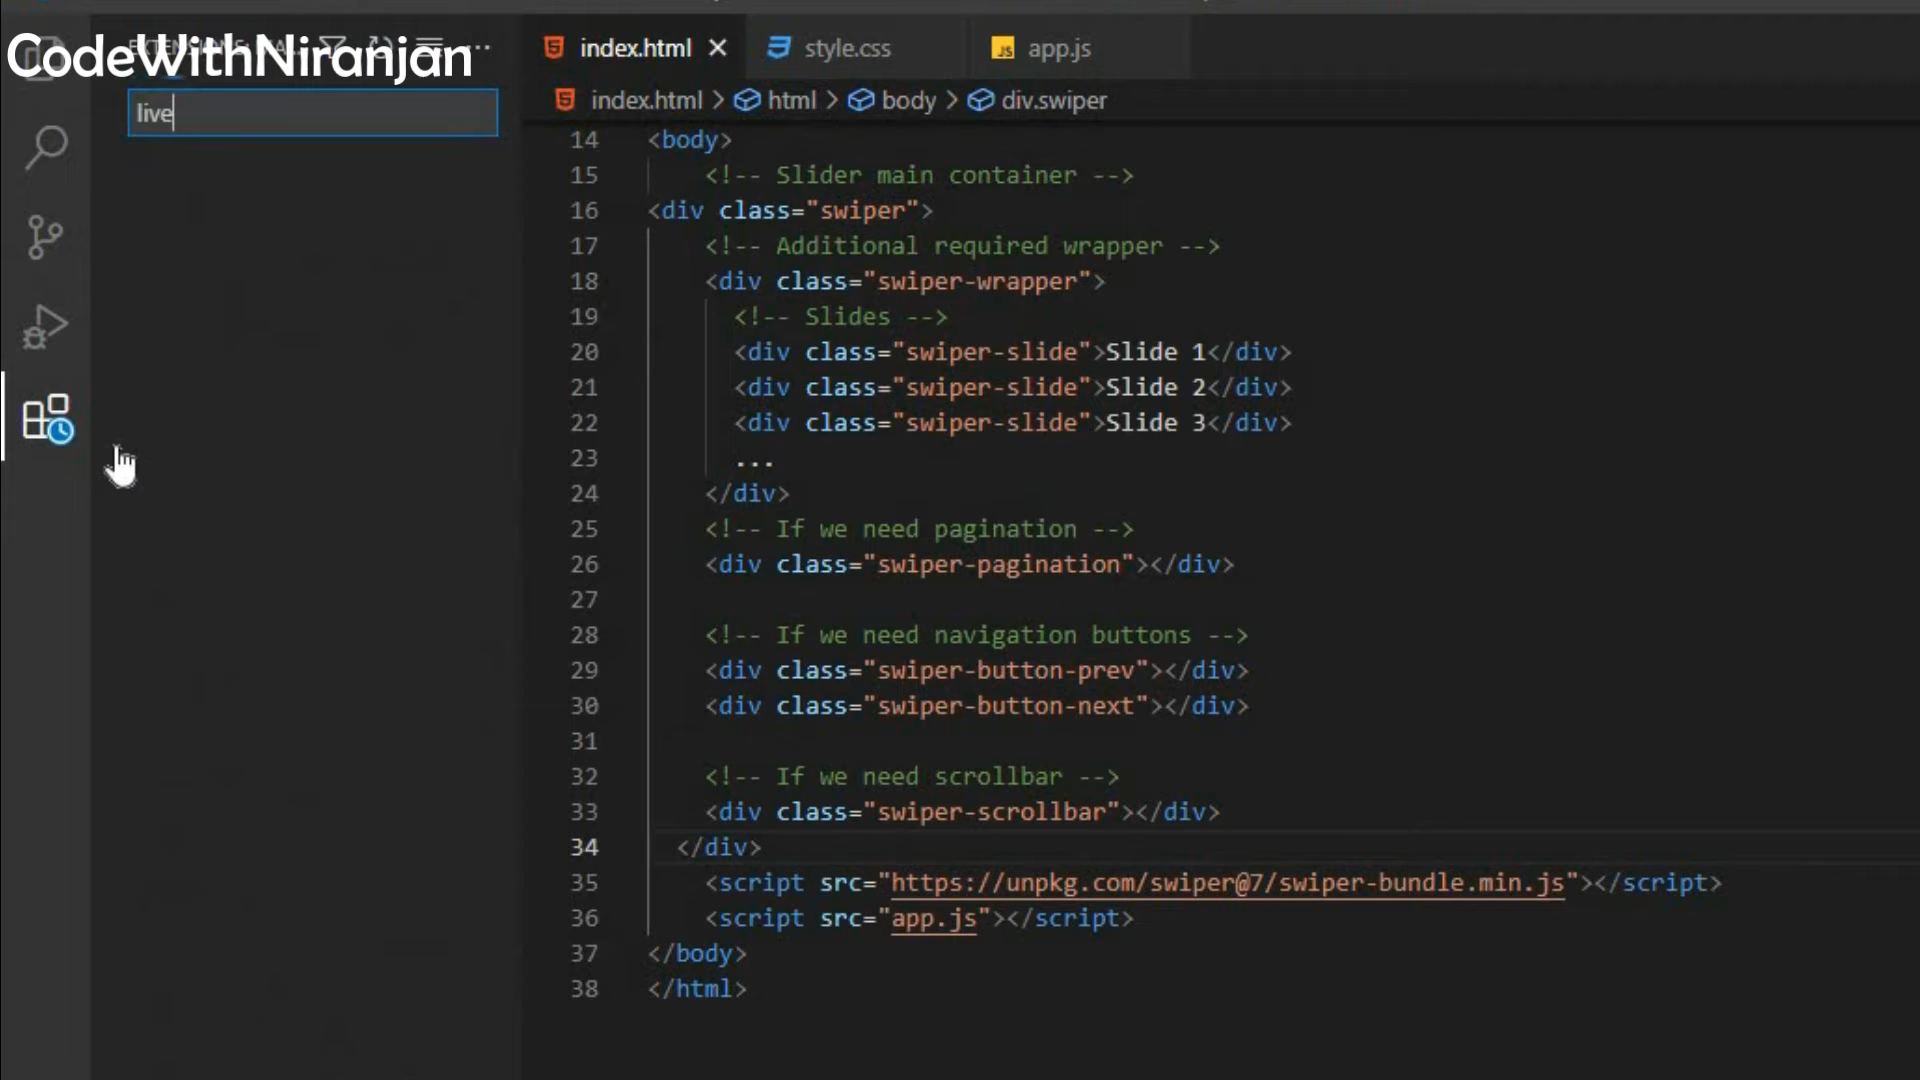 CodeWithNiranjan
live
index.html style.css app.js
index.html > html > body > div.swiper
14 <body>
15 <!-- Slider main container -->
16 <div class="swiper">
17 <!-- Additional required wrapper -->
18 <div class="swiper-wrapper">
19 <!-- Slides -->
20 <div class="swiper-slide">Slide 1</div>
21 <div class="swiper-slide">Slide 2</div>
22 <div class="swiper-slide">Slide 3</div>
23 ...
24 </div>
25 <!-- If we need pagination -->
26 <div class="swiper-pagination"></div>
27
28 <!-- If we need navigation buttons -->
29 <div class="swiper-button-prev"></div>
30 <div class="swiper-button-next"></div>
31
32 <!-- If we need scrollbar -->
33 <div class="swiper-scrollbar"></div>
34 </div>
35 <script src="https://unpkg.com/swiper@7/swiper-bundle.min.js"></script>
36 <script src="app.js"></script>
37 </body>
38 </html>